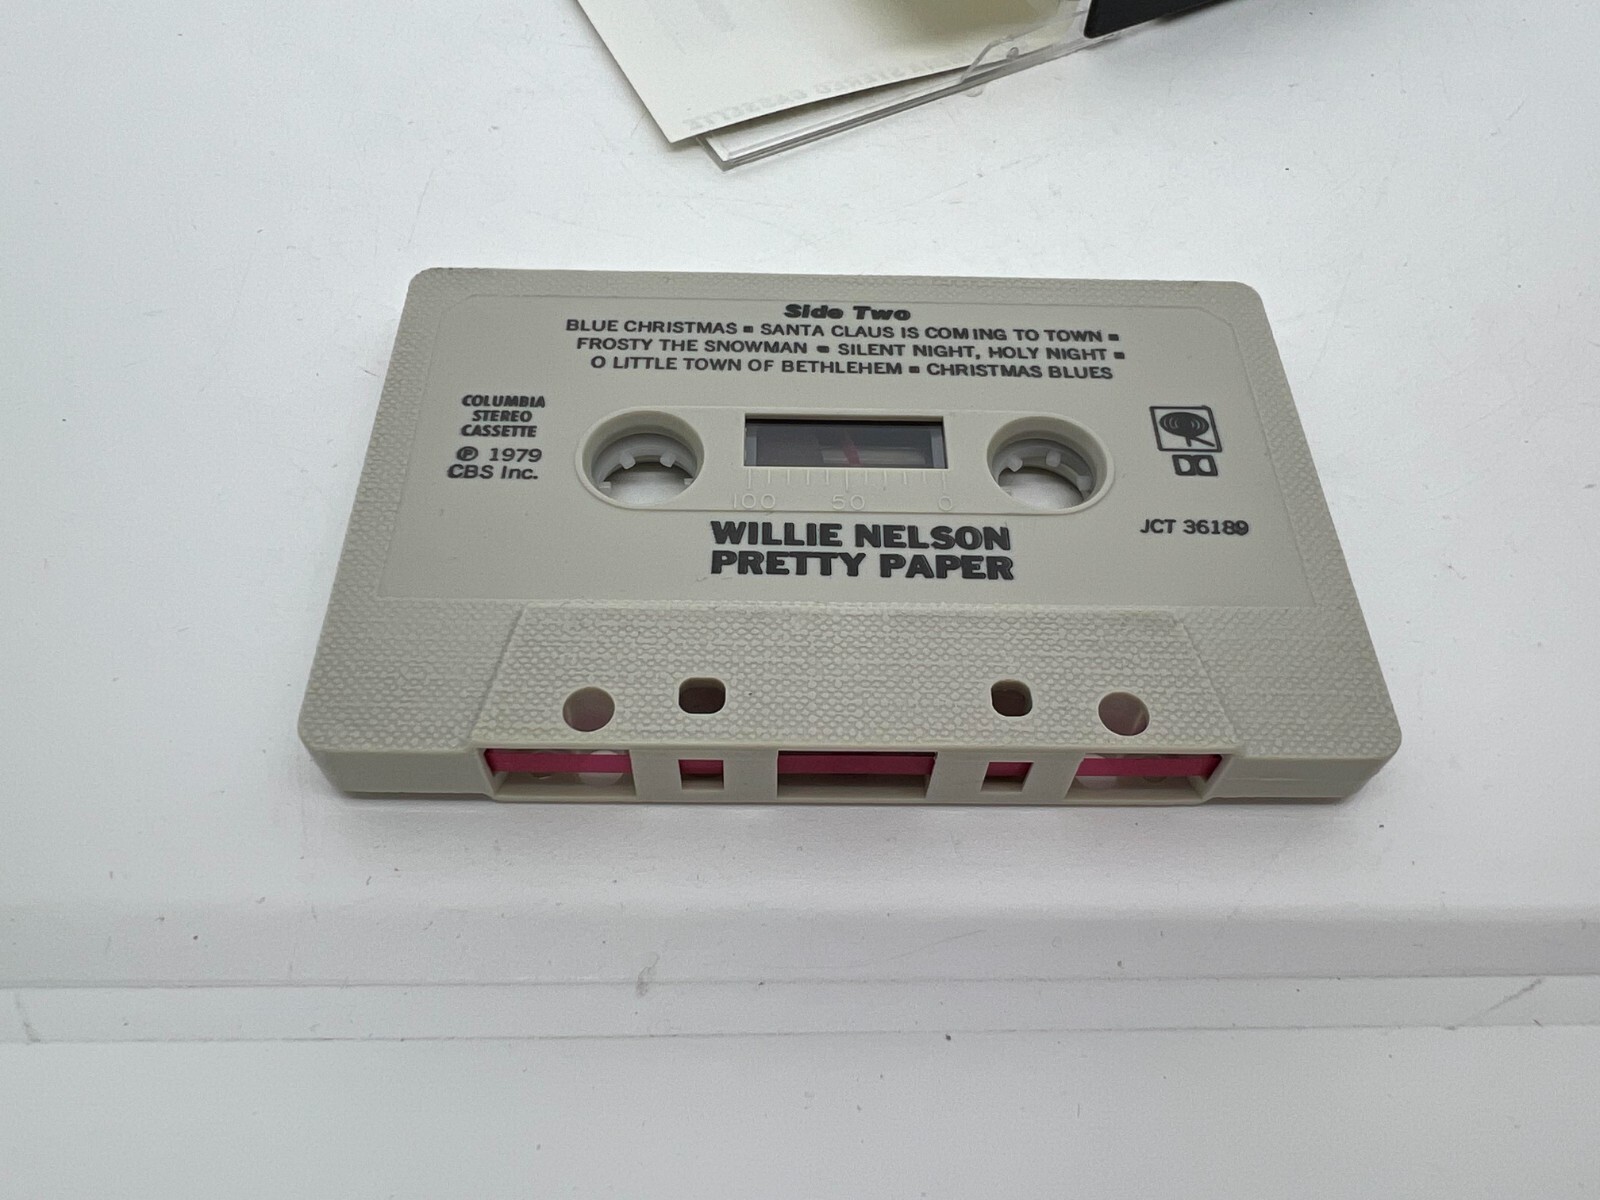 STEREO CASSETTE
Side Two
BLUE CHRISTMAS ▪ SANTA CLAUS IS COMING TO TOWN ▪
FROSTY THE SNOWMAN ▪ SILENT NIGHT, HOLY NIGHT ▪
O LITTLE TOWN OF BETHLEHEM ▪ CHRISTMAS BLUES
COLUMBIA
STEREO
CASSETTE
℗ 1979
CBS Inc.
100 50 0
WILLIE NELSON
PRETTY PAPER
JCT 36189